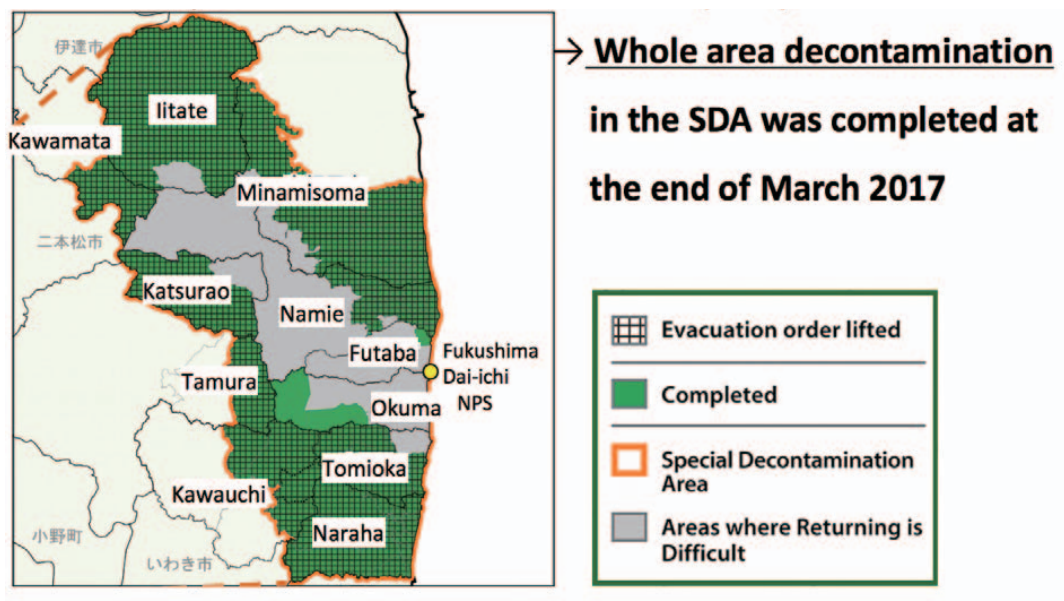 伊達市
Iitate
Kawamata
Minamisoma
二本松市
Katsurao
Namie
Futaba
Fukushima
Dai-ichi
NPS
Tamura
Okuma
Tomioka
Kawauchi
Naraha
小野町
いわき市
Whole area decontamination
in the SDA was completed at
the end of March 2017
Evacuation order lifted
Completed
Special Decontamination
Area
Areas where Returning is
Difficult